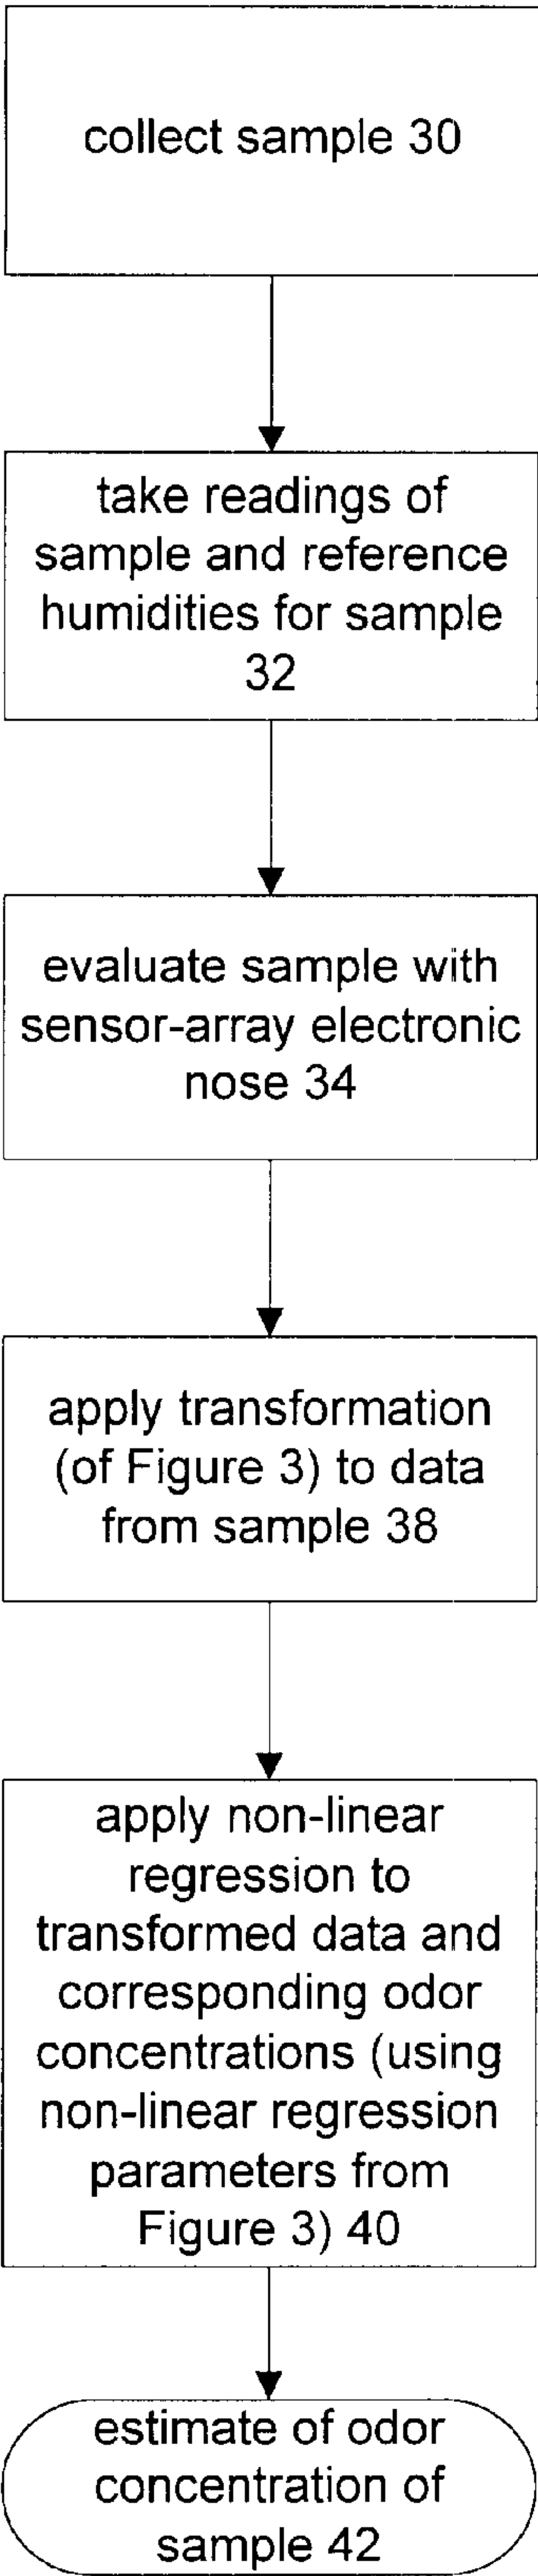 collect sample 30
take readings of
sample and reference
humidities for sample
32
evaluate sample with
sensor-array electronic
nose 34
apply transformation
(of Figure 3) to data
from sample 38
apply non-linear
regression to
transformed data and
corresponding odor
concentrations (using
non-linear regression
parameters from
Figure 3) 40
estimate of odor
concentration of
sample 42